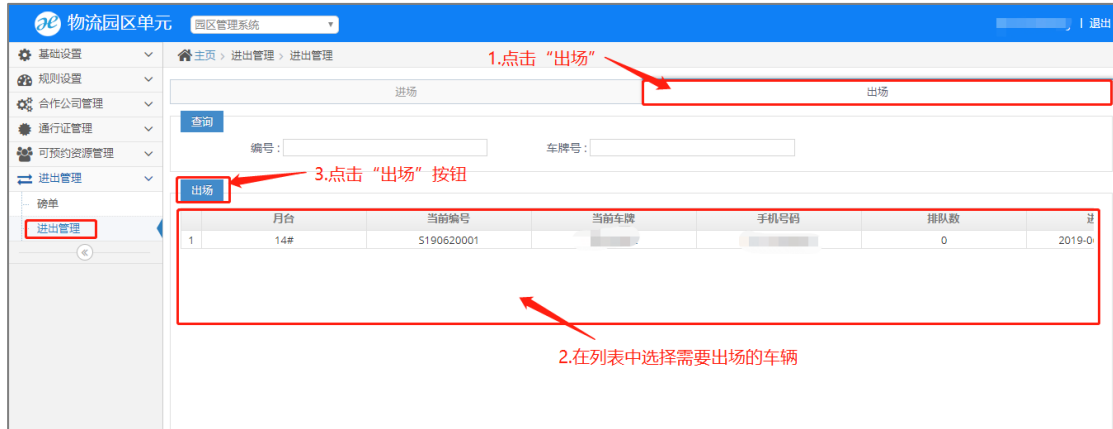 物流园区单元
园区管理系统
退出
基础设置
规则设置
合作公司管理
通行证管理
可预约资源管理
进出管理
磅单
进出管理
主页 > 进出管理 > 进出管理
1.点击“出场”
进场
出场
查询
编号：
车牌号：
3.点击“出场”按钮
出场
月台 当前编号 当前车牌 手机号码 排队数
1 14# S190620001 0 2019-0
2.在列表中选择需要出场的车辆